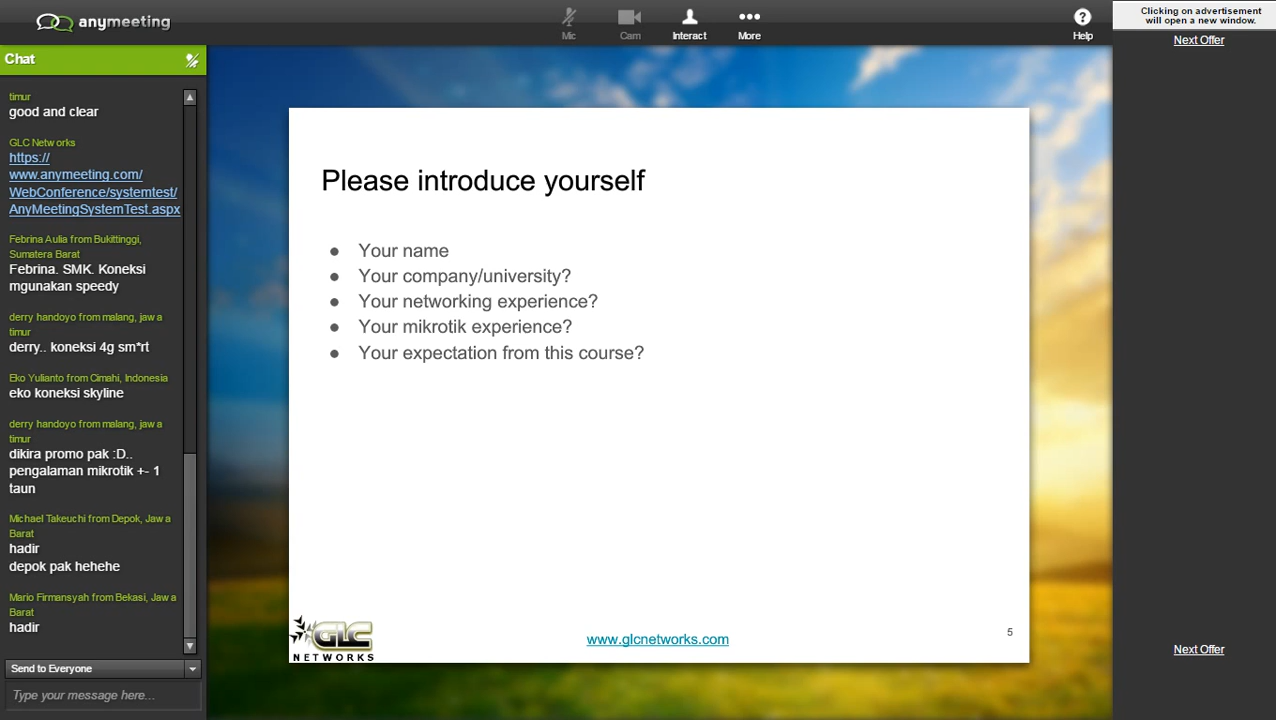 anymeeting
Mic
Cam
Interact
More
Help
Clicking on advertisement
will open a new window.
Next Offer
Chat
timur
good and clear
GLC Networks
https://
www.anymeeting.com/
WebConference/systemtest/
AnyMeetingSystemTest.aspx
Febrina Aulia from Bukittinggi,
Sumatera Barat
Febrina. SMK. Koneksi
mgunakan speedy
derry handoyo from malang, jawa
timur
derry.. koneksi 4g sm*rt
Eko Yulianto from Cimahi, Indonesia
eko koneksi skyline
derry handoyo from malang, jawa
timur
dikira promo pak :D..
pengalaman mikrotik +- 1
taun
Michael Takeuchi from Depok, Jawa
Barat
hadir
depok pak hehehe
Mario Firmansyah from Bekasi, Jawa
Barat
hadir
Send to Everyone
Type your message here...
Please introduce yourself
● Your name
● Your company/university?
● Your networking experience?
● Your mikrotik experience?
● Your expectation from this course?
GLC
NETWORKS
www.glcnetworks.com
5
Next Offer